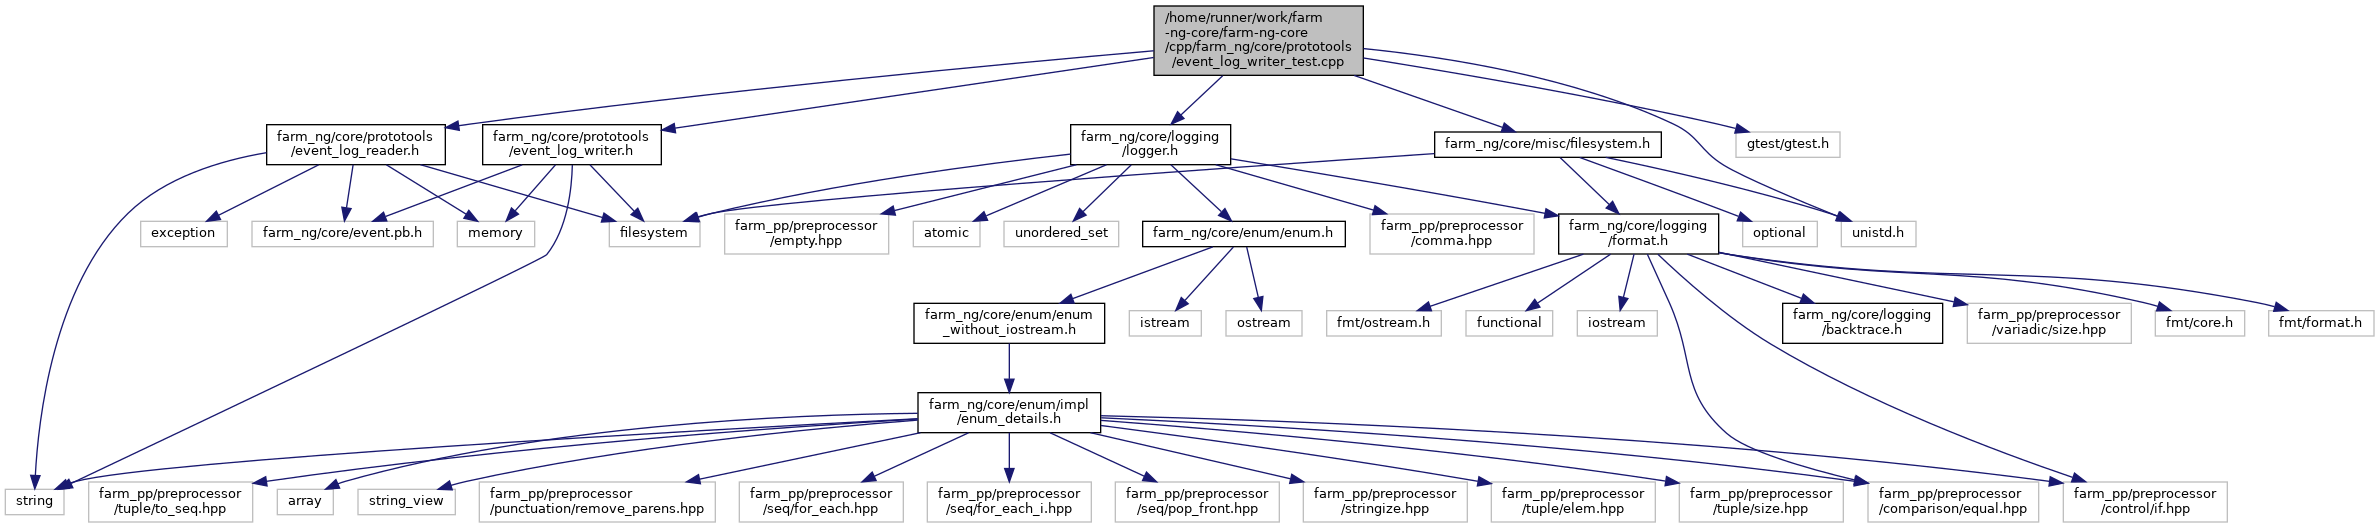 /home/runner/work/farm
-ng-core/farm-ng-core
/cpp/farm_ng/core/prototools
/event_log_writer_test.cpp
farm_ng/core/prototools
/event_log_reader.h
farm_ng/core/prototools
/event_log_writer.h
farm_ng/core/logging
/logger.h
farm_ng/core/misc/filesystem.h
gtest/gtest.h
exception
farm_ng/core/event.pb.h
memory
filesystem
farm_pp/preprocessor
/empty.hpp
atomic
unordered_set
farm_ng/core/enum/enum.h
farm_pp/preprocessor
/comma.hpp
farm_ng/core/logging
/format.h
optional
unistd.h
farm_ng/core/enum/enum
_without_iostream.h
istream
ostream
fmt/ostream.h
functional
iostream
farm_ng/core/logging
/backtrace.h
farm_pp/preprocessor
/variadic/size.hpp
fmt/core.h
fmt/format.h
farm_ng/core/enum/impl
/enum_details.h
string
farm_pp/preprocessor
/tuple/to_seq.hpp
array
string_view
farm_pp/preprocessor
/punctuation/remove_parens.hpp
farm_pp/preprocessor
/seq/for_each.hpp
farm_pp/preprocessor
/seq/for_each_i.hpp
farm_pp/preprocessor
/seq/pop_front.hpp
farm_pp/preprocessor
/stringize.hpp
farm_pp/preprocessor
/tuple/elem.hpp
farm_pp/preprocessor
/tuple/size.hpp
farm_pp/preprocessor
/comparison/equal.hpp
farm_pp/preprocessor
/control/if.hpp